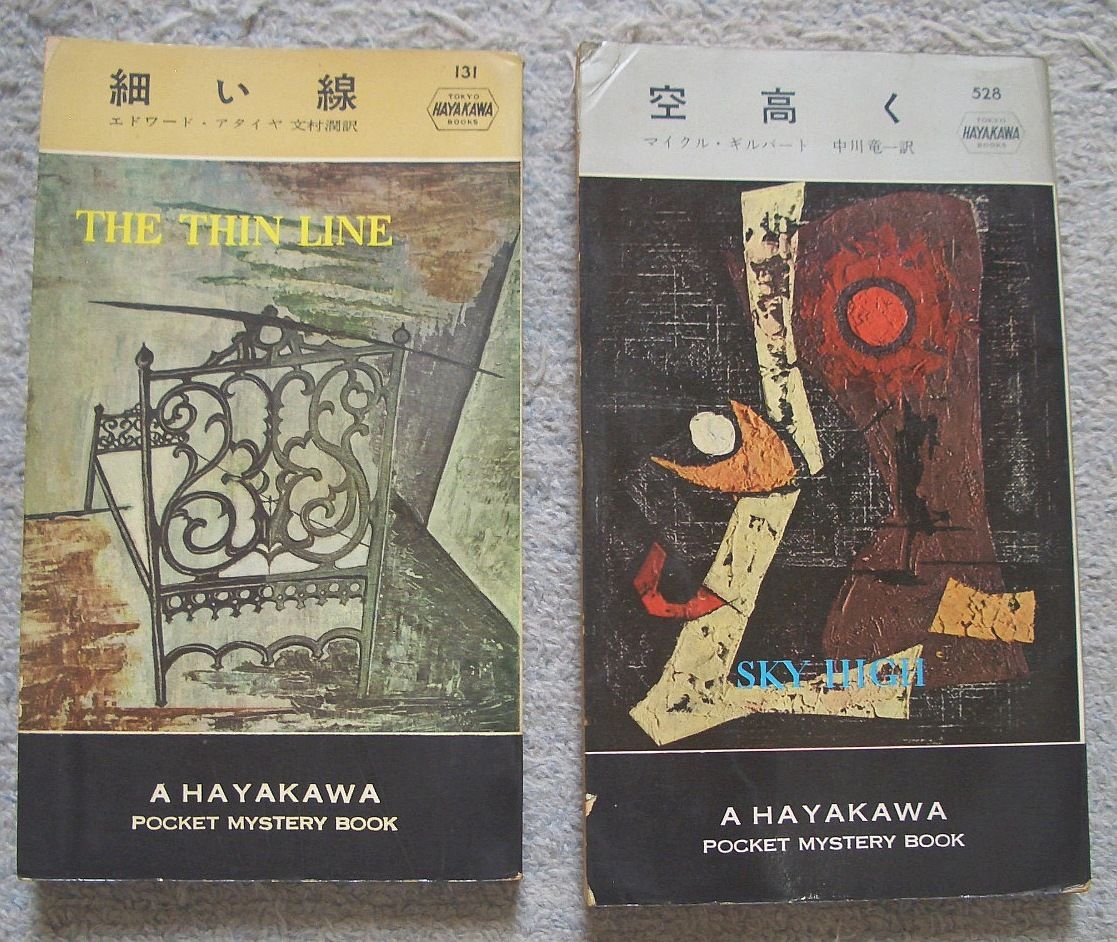 細い線
131
エドワード・アタイヤ 文村潤訳
TOKYO
HAYAKAWA
BOOKS
THE THIN LINE
A HAYAKAWA
POCKET MYSTERY BOOK
空高く
528
マイクル・ギルバート 中川竜一訳
TOKYO
HAYAKAWA
BOOKS
SKY HIGH
A HAYAKAWA
POCKET MYSTERY BOOK